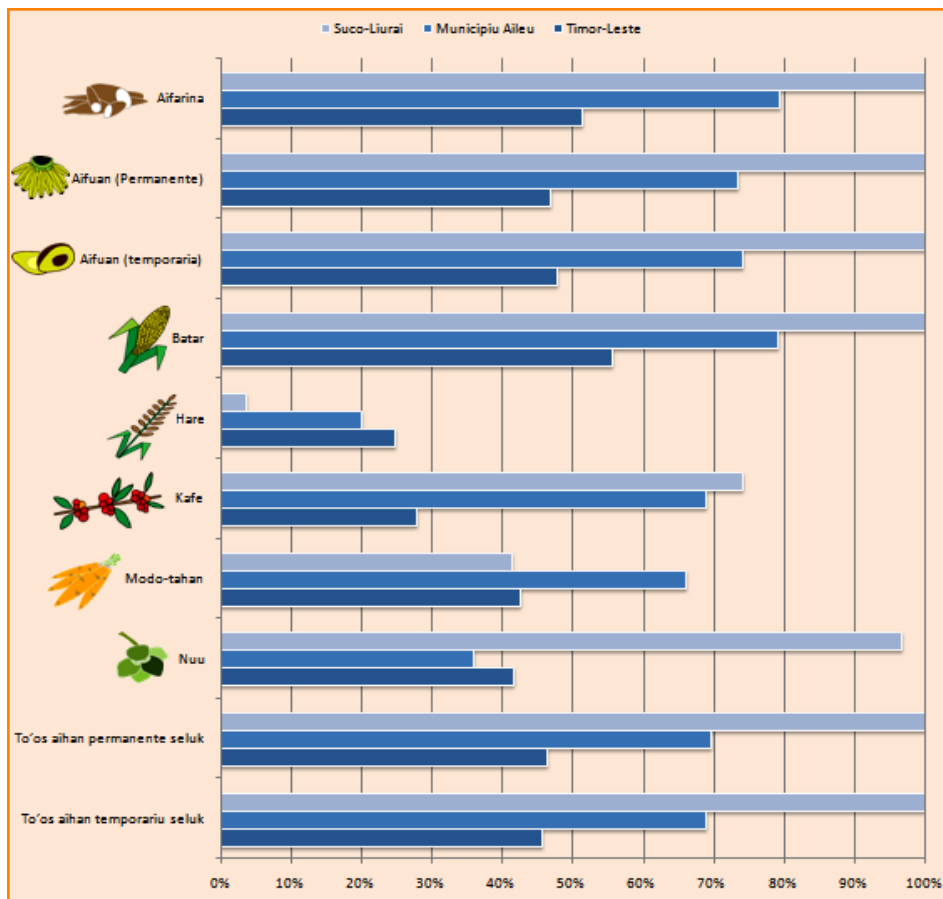 Suco-Liurai Municipiu Aileu Timor-Leste
Aifarina
Aifuan (Permanente)
Aifuan (temporaria)
Batar
Hare
Kafe
Modo-tahan
Nuu
To'os aihan permanente seluk
To'os aihan temporariu seluk
0% 10% 20% 30% 40% 50% 60% 70% 80% 90% 100%